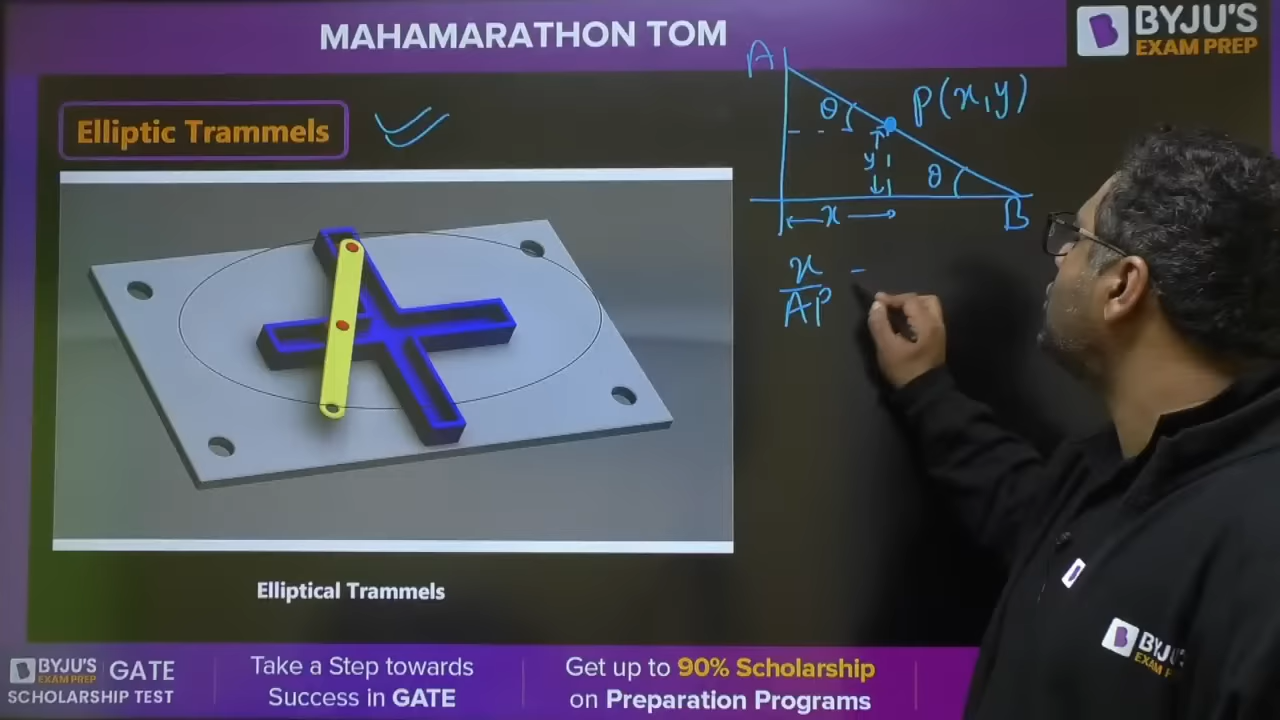 MAHAMARATHON TOM
BYJU'S
EXAM PREP
Elliptic Trammels
A
θ
P(x,y)
y
θ
x
B
x/AP =
Elliptical Trammels
BYJU'S
EXAM PREP
GATE
SCHOLARSHIP TEST
Take a Step towards
Success in GATE
Get up to 90% Scholarship
on Preparation Programs